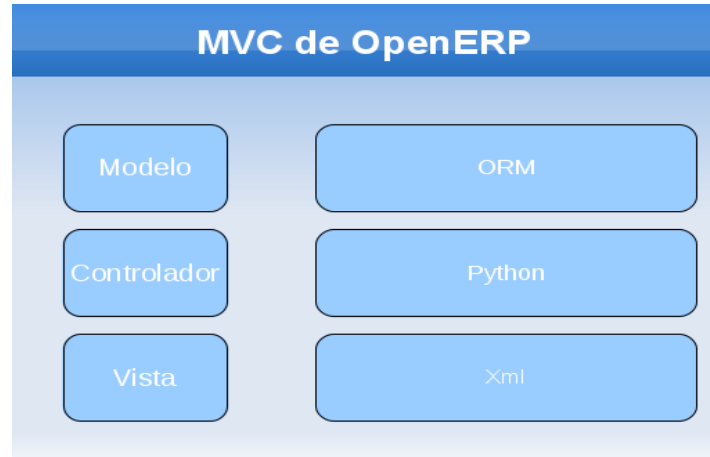 MVC de OpenERP
Modelo
ORM
Controlador
Python
Vista
Xml